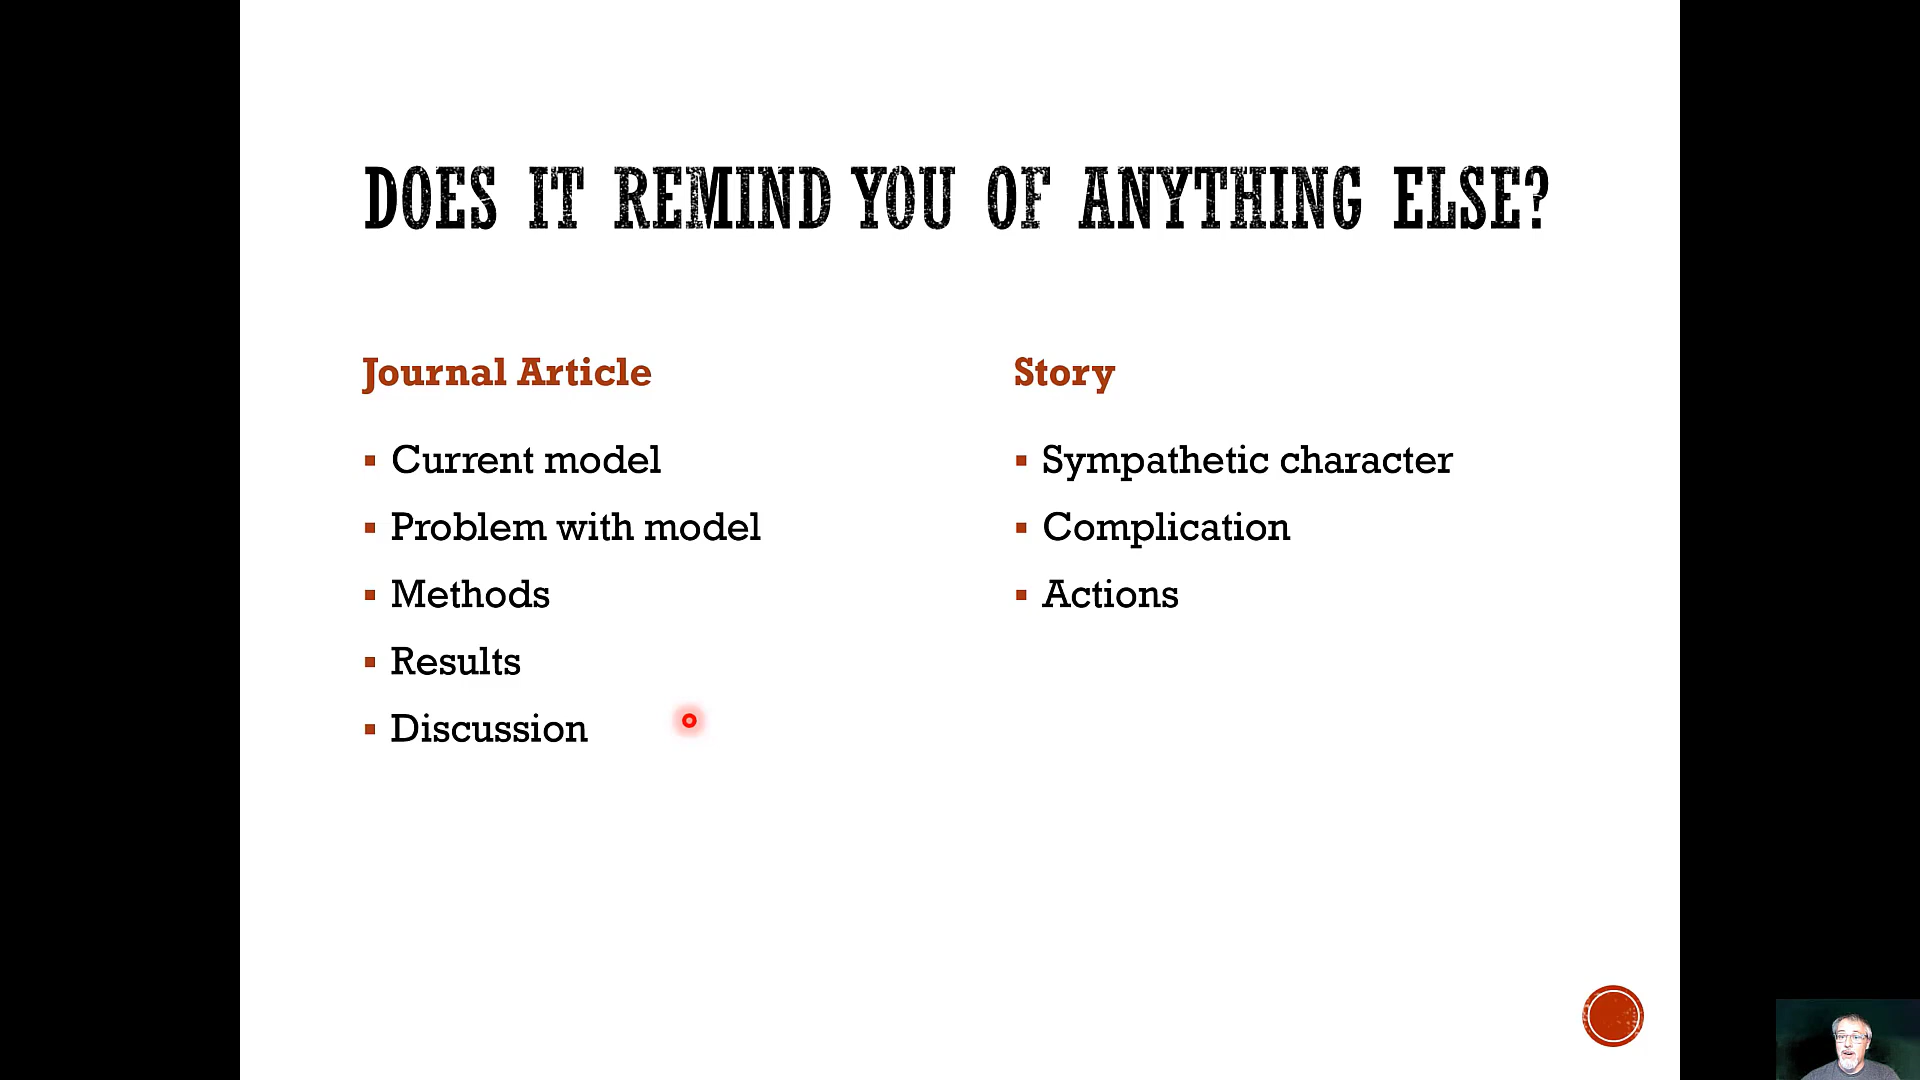 DOES IT REMIND YOU OF ANYTHING ELSE?
Journal Article
Current model
Problem with model
Methods
Results
Discussion
Story
Sympathetic character
Complication
Actions